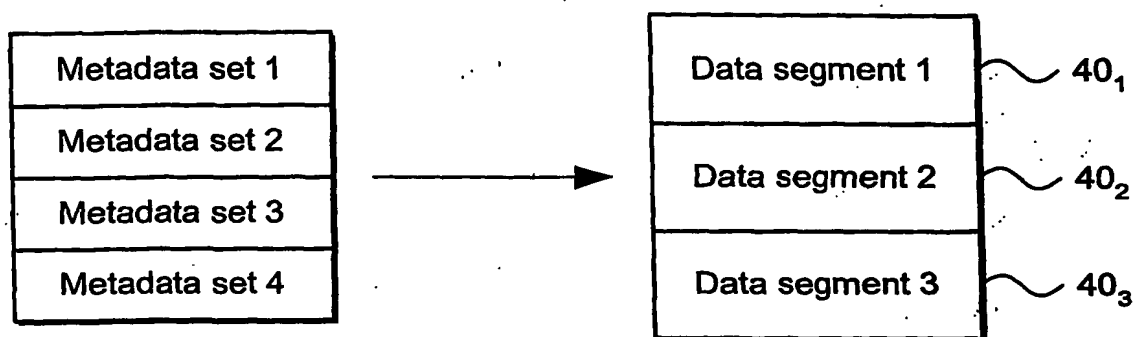 Metadata set 1
Metadata set 2
Metadata set 3
Metadata set 4
Data segment 1 40₁
Data segment 2 40₂
Data segment 3 40₃